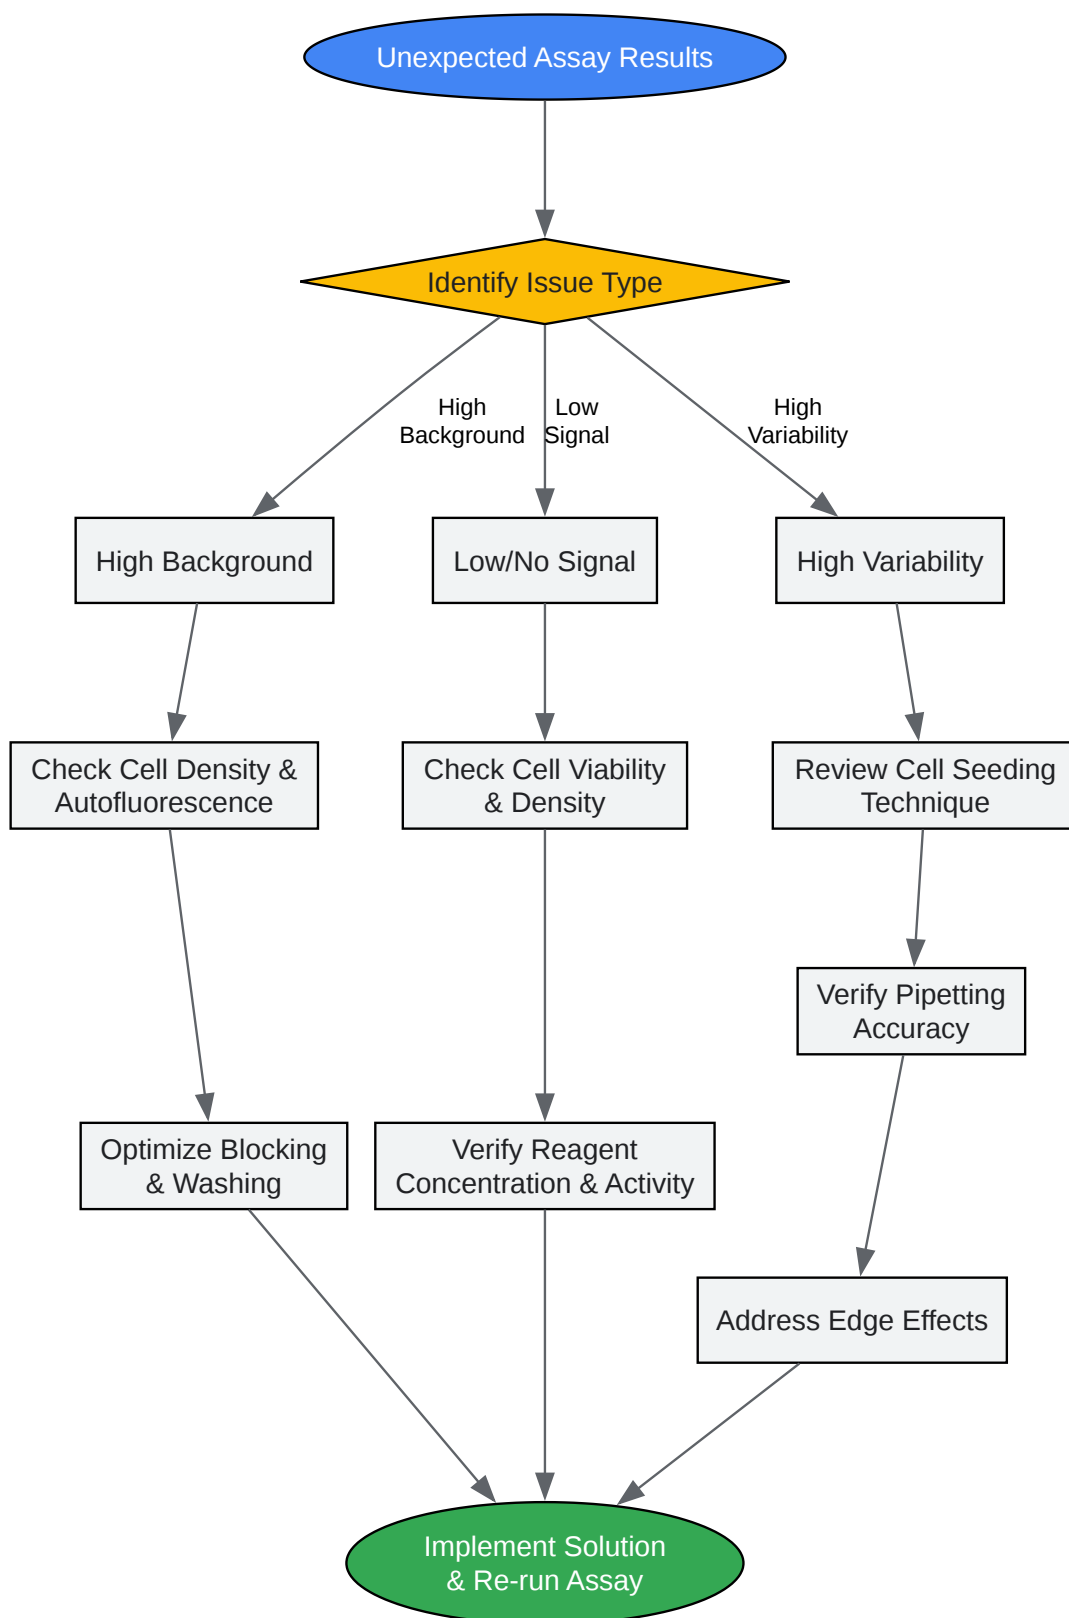 Unexpected Assay Results
Identify Issue Type
High
Background
Low
Signal
High
Variability
High Background
Low/No Signal
High Variability
Check Cell Density &
Autofluorescence
Check Cell Viability
& Density
Review Cell Seeding
Technique
Verify Pipetting
Accuracy
Optimize Blocking
& Washing
Verify Reagent
Concentration & Activity
Address Edge Effects
Implement Solution
& Re-run Assay